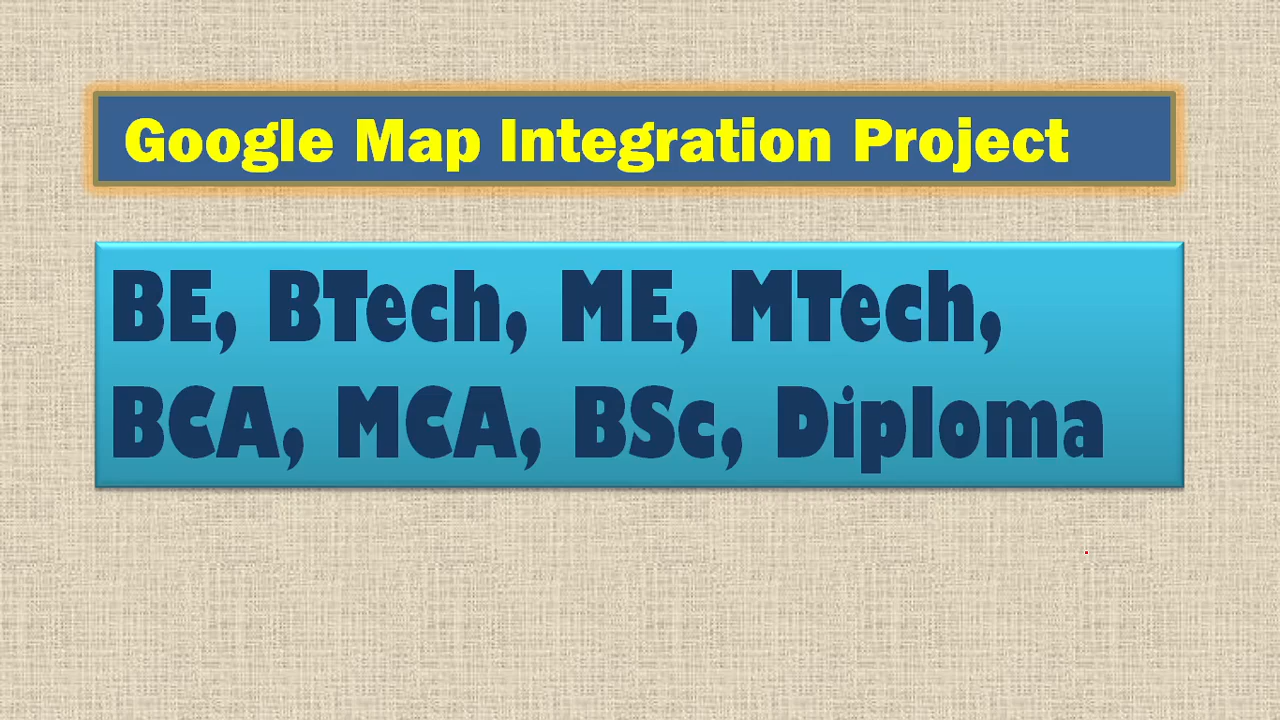 Google Map Integration Project
BE, BTech, ME, MTech,
BCA, MCA, BSc, Diploma